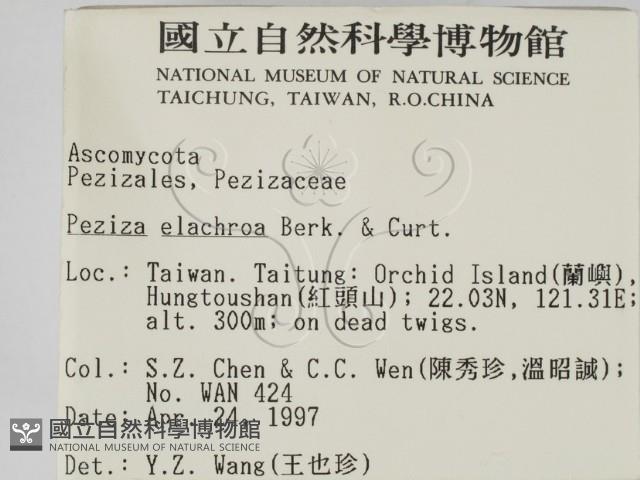 國立自然科學博物館
NATIONAL MUSEUM OF NATURAL SCIENCE
TAICHUNG, TAIWAN, R.O.CHINA
Ascomycota
Pezizales, Pezizaceae
Peziza elachroa Berk. & Curt.
Loc.: Taiwan. Taitung: Orchid Island(蘭嶼),
Hungtoushan(紅頭山); 22.03N, 121.31E;
alt. 300m; on dead twigs.
Col.: S.Z. Chen & C.C. Wen(陳秀珍,溫昭誠);
No. WAN 424
Date: Apr. 24, 1997
國立自然科學博物館
NATIONAL MUSEUM OF NATURAL SCIENCE
Det.: Y.Z. Wang(王也珍)